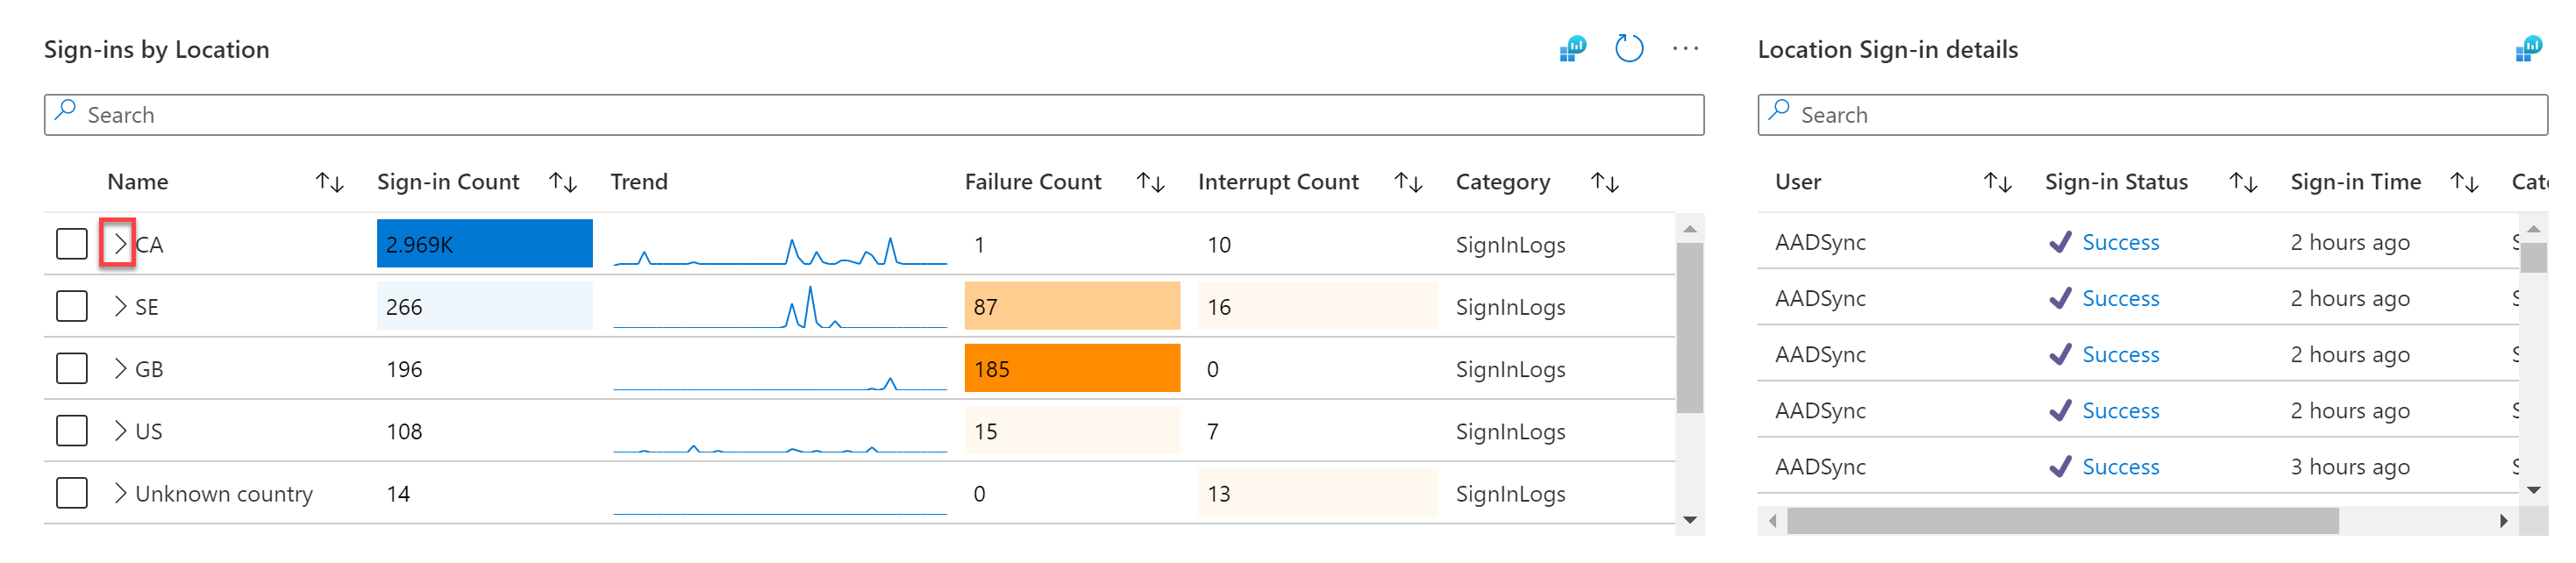 Sign-ins by Location
Search
Name Sign-in Count Trend Failure Count Interrupt Count Category
CA 2.969K 1 10 SignInLogs
SE 266 87 16 SignInLogs
GB 196 185 0 SignInLogs
US 108 15 7 SignInLogs
Unknown country 14 0 13 SignInLogs
Location Sign-in details
Search
User Sign-in Status Sign-in Time
AADSync Success 2 hours ago
AADSync Success 2 hours ago
AADSync Success 2 hours ago
AADSync Success 2 hours ago
AADSync Success 3 hours ago